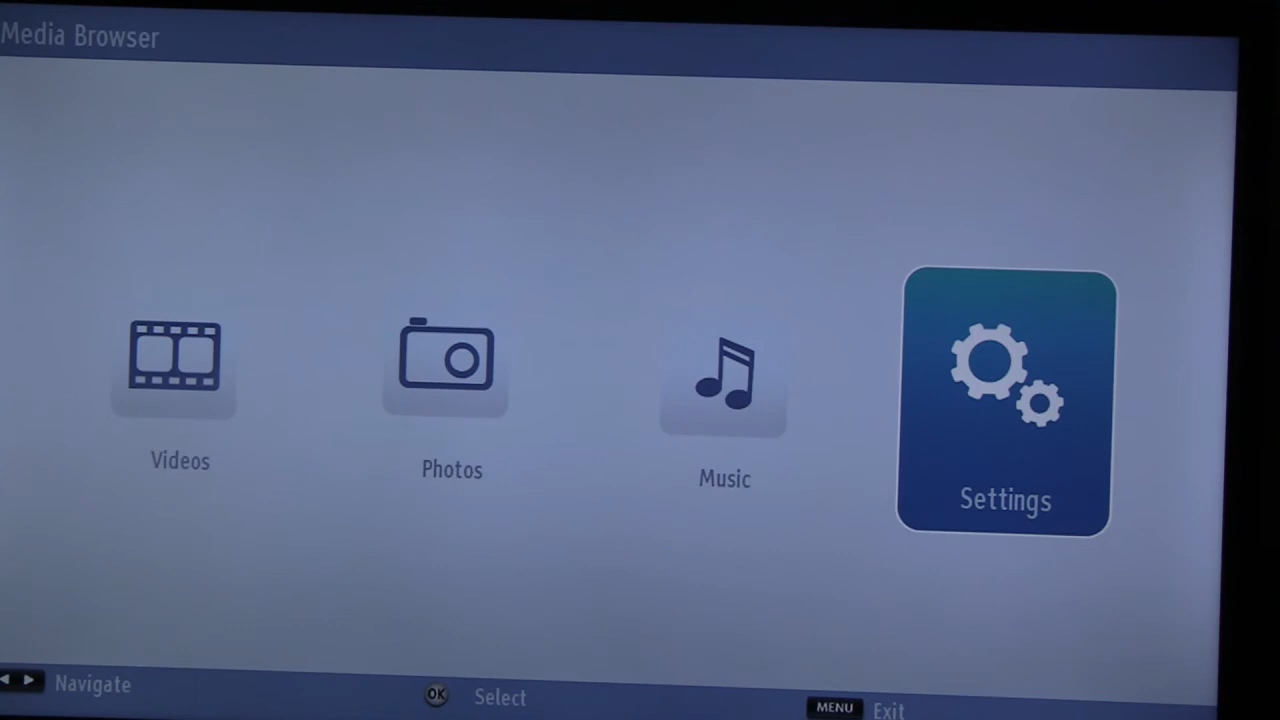 Media Browser
Videos
Photos
Music
Settings
Navigate
OK Select
MENU Exit